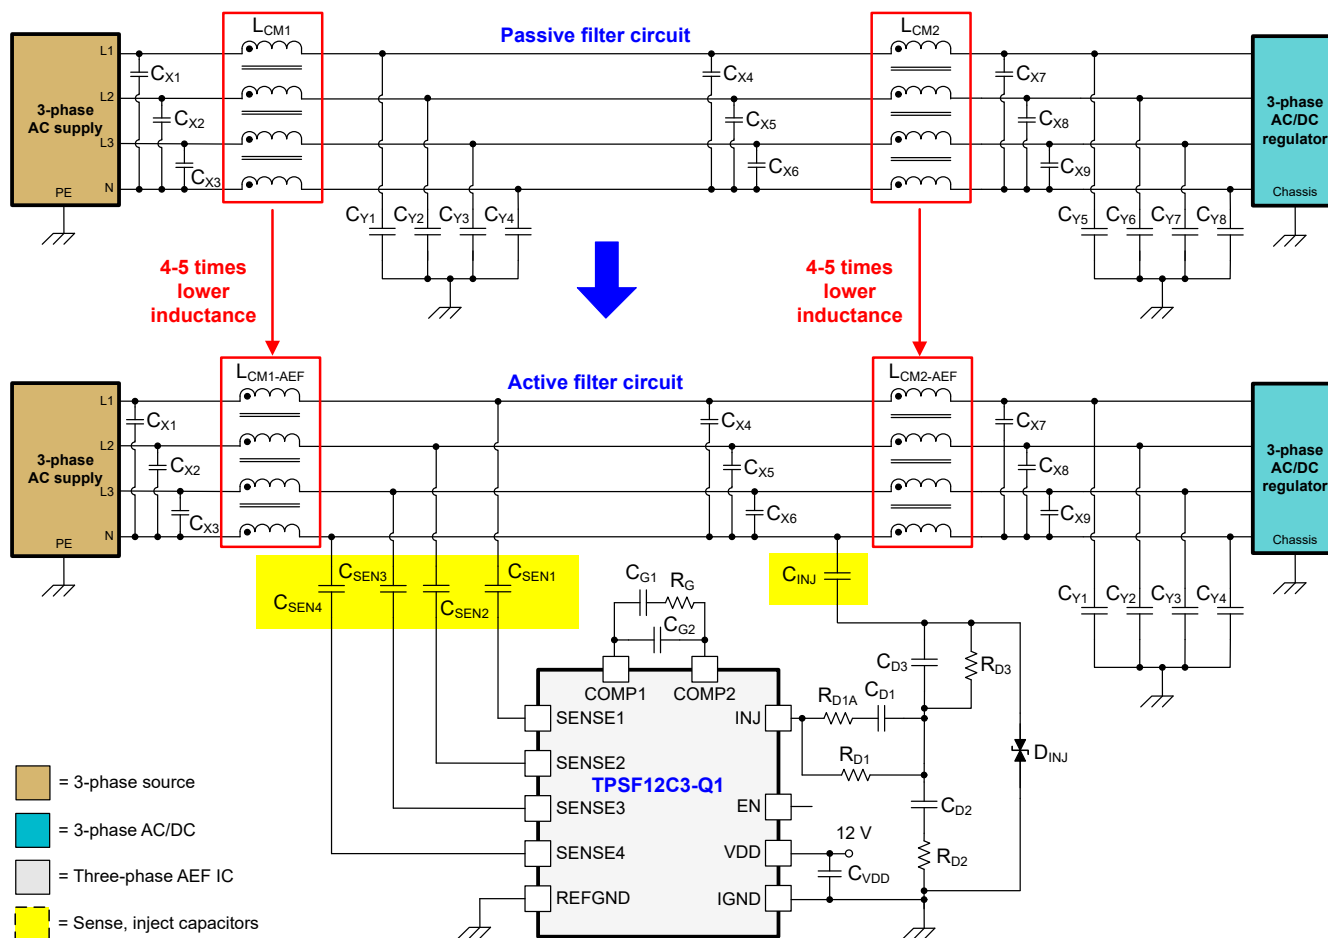 LCM1
Passive filter circuit
LCM2
3-phase
AC supply
L1
L2
L3
N
PE
CX1
CX2
CX3
CX4
CX5
CX6
CX7
CX8
CX9
3-phase
AC/DC
regulator
Chassis
CY1
CY2
CY3
CY4
CY5
CY6
CY7
CY8
4-5 times
lower
inductance
4-5 times
lower
inductance
LCM1-AEF
Active filter circuit
LCM2-AEF
3-phase
AC supply
L1
L2
L3
N
PE
CX1
CX2
CX3
CX4
CX5
CX6
CX7
CX8
CX9
3-phase
AC/DC
regulator
Chassis
CSEN4
CSEN3
CSEN2
CSEN1
CG1
RG
CG2
CINJ
CY1
CY2
CY3
CY4
COMP1
COMP2
SENSE1
SENSE2
SENSE3
SENSE4
REFGND
TPSF12C3-Q1
INJ
EN
VDD
IGND
RD1A
CD1
RD1
CD3
RD3
CD2
RD2
DINJ
12 V
CVDD
= 3-phase source
= 3-phase AC/DC
= Three-phase AEF IC
= Sense, inject capacitors